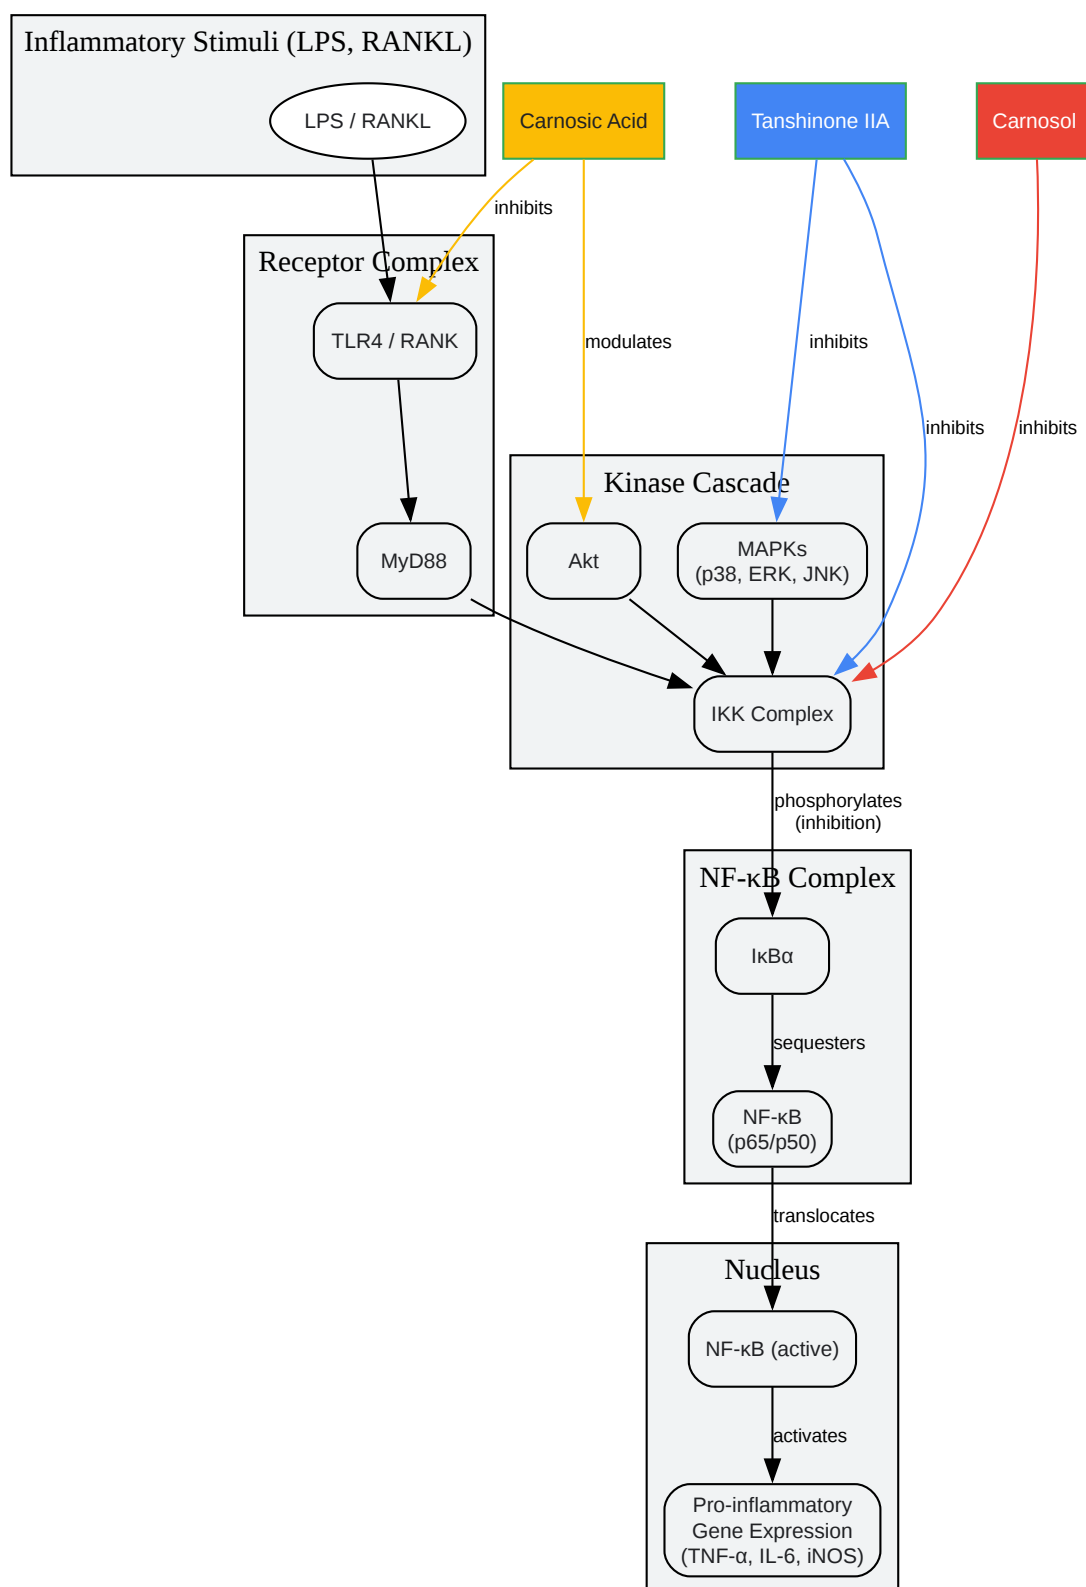 Inflammatory Stimuli (LPS, RANKL)
LPS / RANKL
Carnosic Acid
Tanshinone IIA
Carnosol
inhibits
Receptor Complex
TLR4 / RANK
modulates
inhibits
inhibits
inhibits
Kinase Cascade
MyD88
Akt
MAPKs
(p38, ERK, JNK)
IKK Complex
phosphorylates
(inhibition)
NF-κB Complex
IκBα
sequesters
NF-κB
(p65/p50)
translocates
Nucleus
NF-κB (active)
activates
Pro-inflammatory
Gene Expression
(TNF-α, IL-6, iNOS)